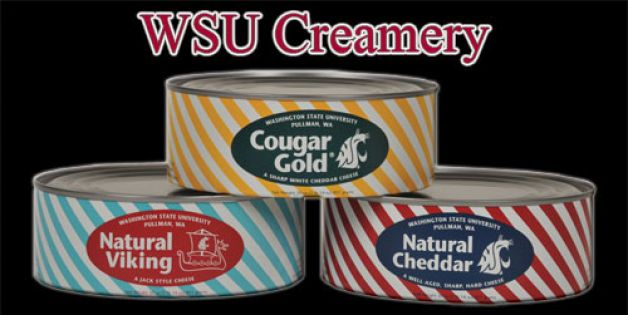 WSU Creamery
WASHINGTON STATE UNIVERSITY
PULLMAN, WA
Cougar
Gold®
A SHARP WHITE CHEDDAR CHEESE
WASHINGTON STATE UNIVERSITY
PULLMAN, WA
Natural
Viking
A JACK STYLE CHEESE
WASHINGTON STATE UNIVERSITY
PULLMAN, WA
Natural
Cheddar
A WELL AGED, SHARP, HARD CHEESE